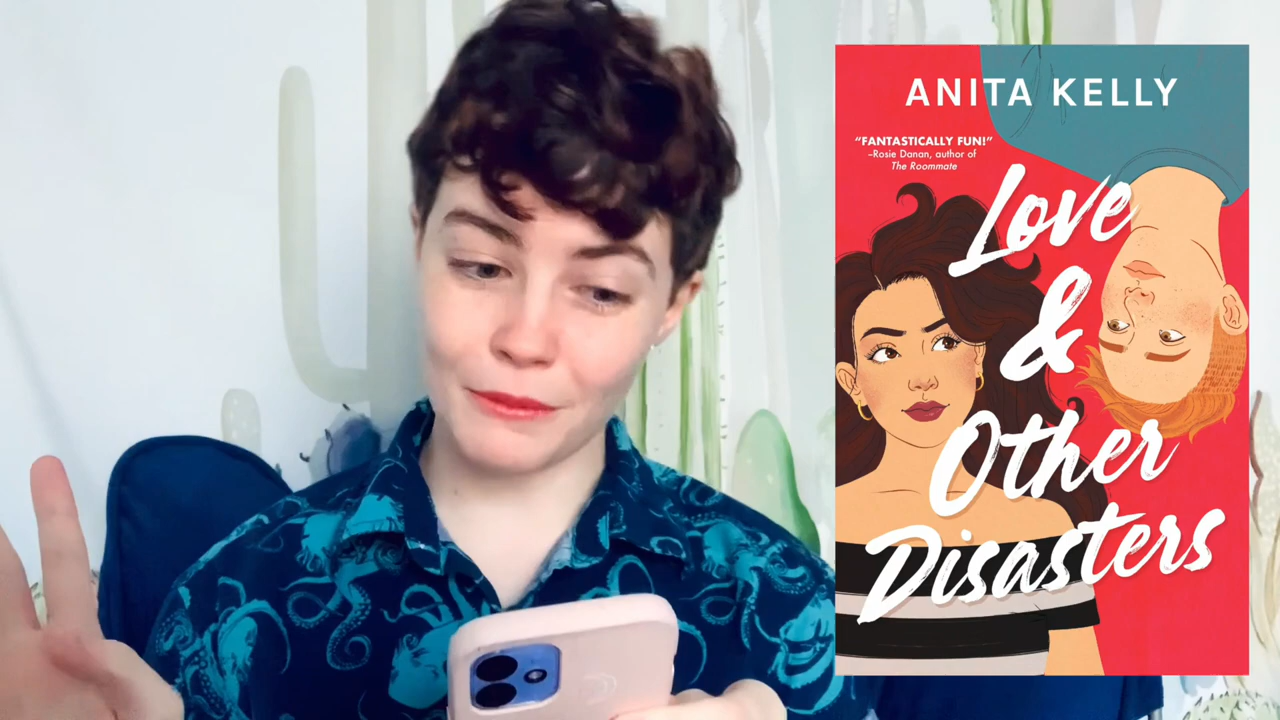 ANITA KELLY
“FANTASTICALLY FUN!”
–Rosie Danan, author of
The Roommate
Love
&
Other
Disasters